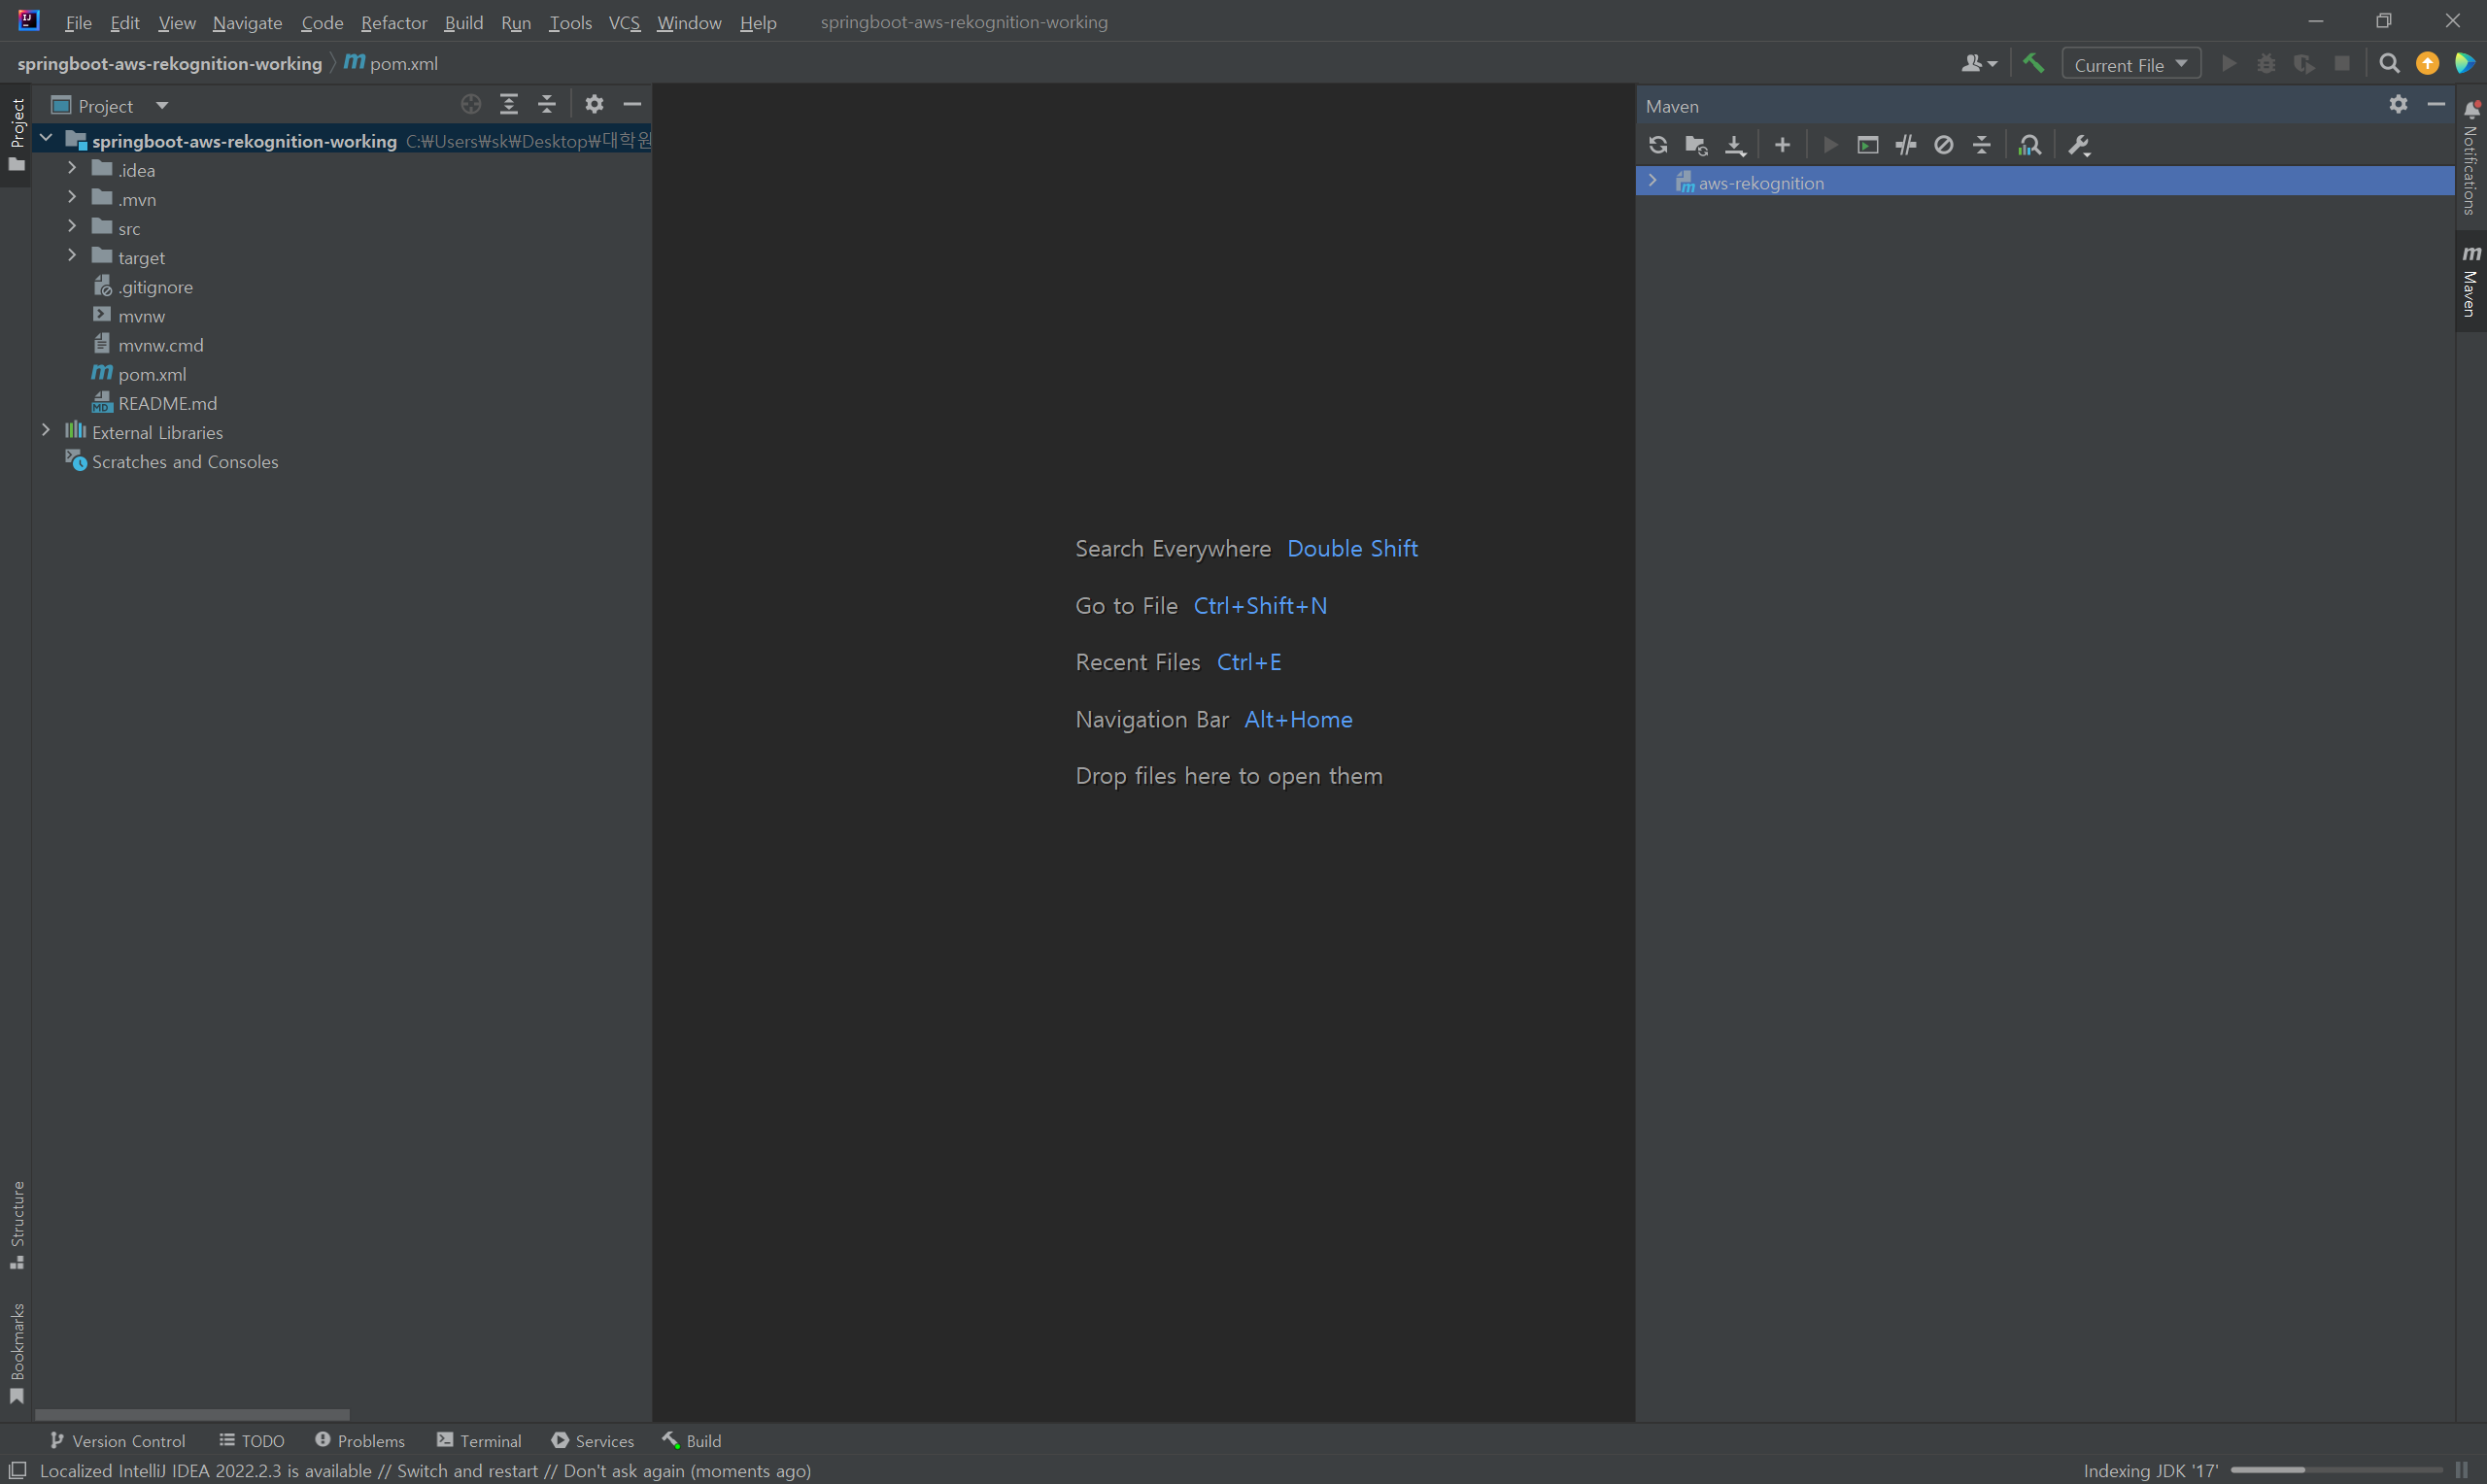 File Edit View Navigate Code Refactor Build Run Tools VCS Window Help springboot-aws-rekognition-working
springboot-aws-rekognition-working pom.xml Current File
Project
Project
springboot-aws-rekognition-working C:₩Users₩sk₩Desktop₩대학원
.idea
.mvn
src
target
.gitignore
mvnw
mvnw.cmd
pom.xml
README.md
External Libraries
Scratches and Consoles
Structure
Bookmarks
Search Everywhere Double Shift
Go to File Ctrl+Shift+N
Recent Files Ctrl+E
Navigation Bar Alt+Home
Drop files here to open them
Maven
aws-rekognition
Notifications
Maven
Version Control TODO Problems Terminal Services Build
Localized IntelliJ IDEA 2022.2.3 is available // Switch and restart // Don't ask again (moments ago) Indexing JDK '17'